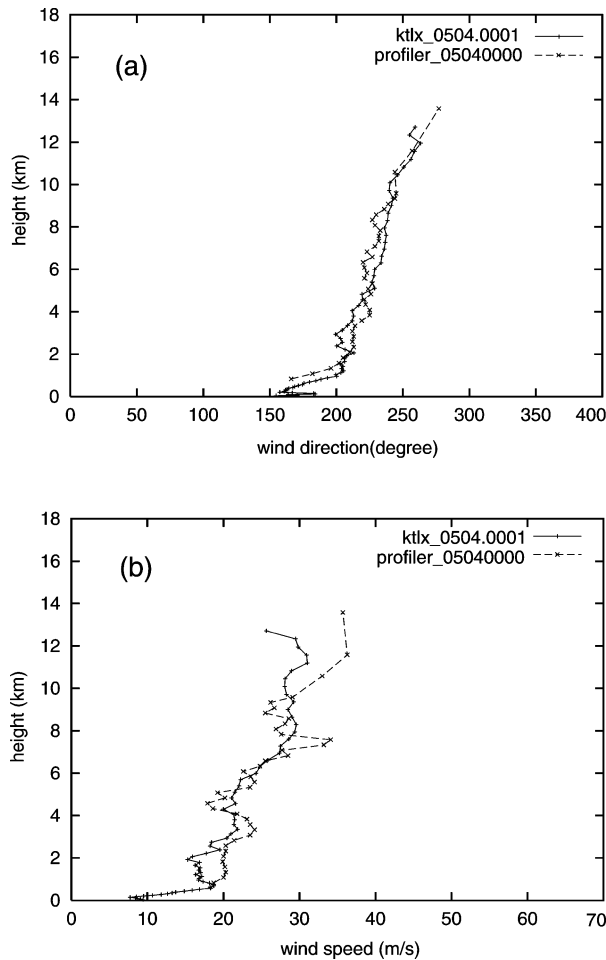 18
16
14
12
10
8
6
4
2
0
height (km)
(a)
ktlx_0504.0001
profiler_05040000
0 50 100 150 200 250 300 350 400
wind direction(degree)
18
16
14
12
10
8
6
4
2
0
height (km)
(b)
ktlx_0504.0001
profiler_05040000
0 10 20 30 40 50 60 70
wind speed (m/s)